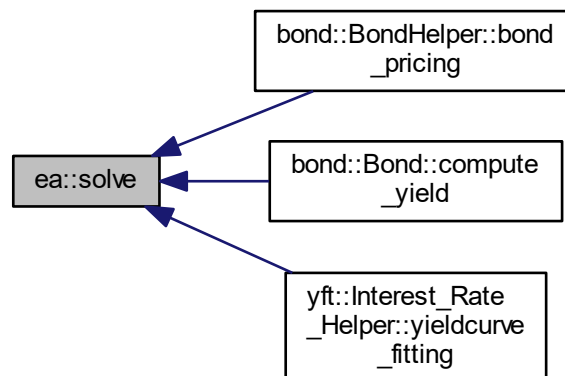 bond::BondHelper::bond
_pricing
ea::solve
bond::Bond::compute
_yield
yft::Interest_Rate
_Helper::yieldcurve
_fitting